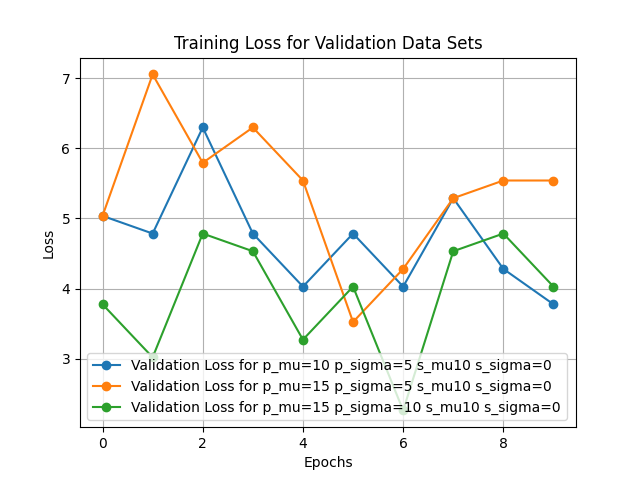 Training Loss for Validation Data Sets
Loss
7
6
5
4
3
Validation Loss for p_mu=10 p_sigma=5 s_mu10 s_sigma=0
Validation Loss for p_mu=15 p_sigma=5 s_mu10 s_sigma=0
Validation Loss for p_mu=15 p_sigma=10 s_mu10 s_sigma=0
0 2 4 6 8
Epochs